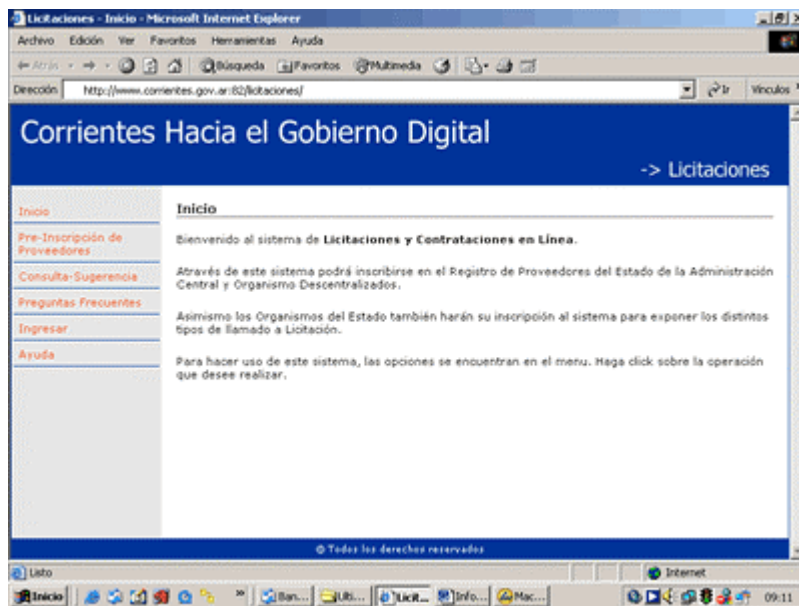 Licitaciones - Inicio - Microsoft Internet Explorer
Archivo Edición Ver Favoritos Herramientas Ayuda
Atrás Búsqueda Favoritos Multimedia
Dirección http://www.corrientes.gov.ar:82/licitaciones/ Ir Vínculos
Corrientes Hacia el Gobierno Digital
-> Licitaciones
Inicio
Pre-Inscripción de
Proveedores
Consulta-Sugerencia
Preguntas Frecuentes
Ingresar
Ayuda
Inicio
Bienvenido al sistema de Licitaciones y Contrataciones en Línea.
Através de este sistema podrá inscribirse en el Registro de Proveedores del Estado de la Administración
Central y Organismo Descentralizados.
Asimismo los Organismos del Estado también harán su inscripción al sistema para exponer los distintos
tipos de llamado a Licitación.
Para hacer uso de este sistema, las opciones se encuentran en el menu. Haga click sobre la operación
que desee realizar.
© Todos los derechos reservados
Listo Internet
Inicio Ban... Ulti... Licit... Info... Mac... 09:11